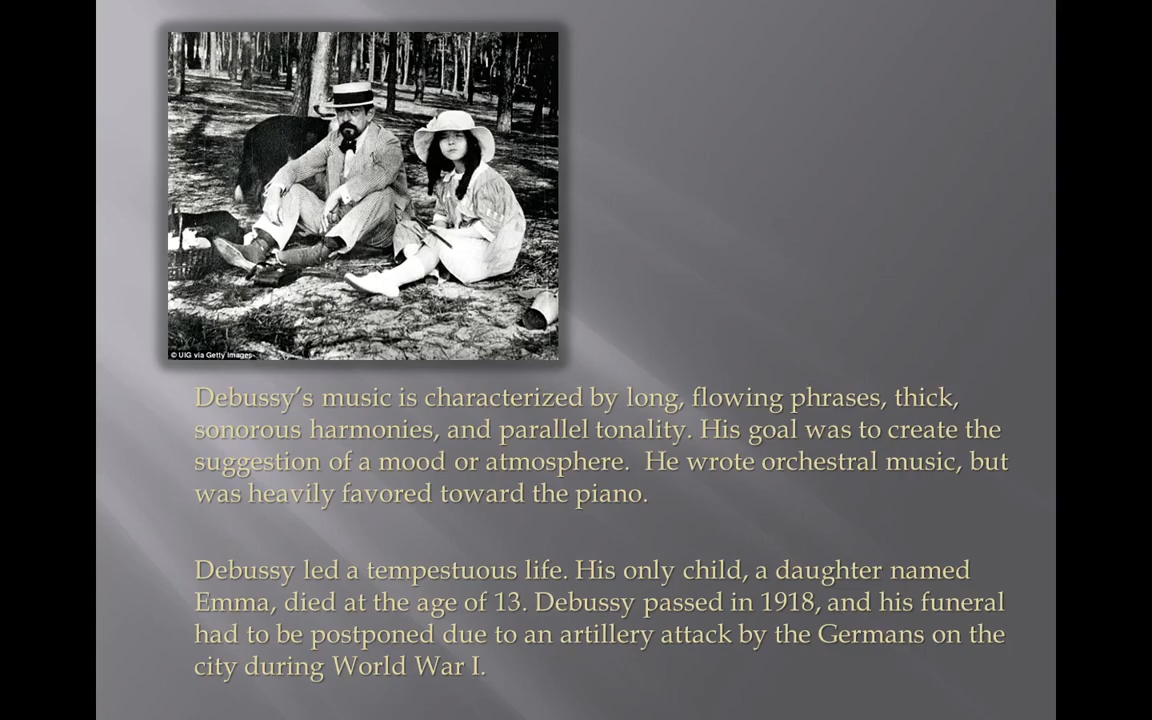 © UIG via Getty Images
Debussy’s music is characterized by long, flowing phrases, thick,
sonorous harmonies, and parallel tonality. His goal was to create the
suggestion of a mood or atmosphere.  He wrote orchestral music, but
was heavily favored toward the piano.
Debussy led a tempestuous life. His only child, a daughter named
Emma, died at the age of 13. Debussy passed in 1918, and his funeral
had to be postponed due to an artillery attack by the Germans on the
city during World War I.